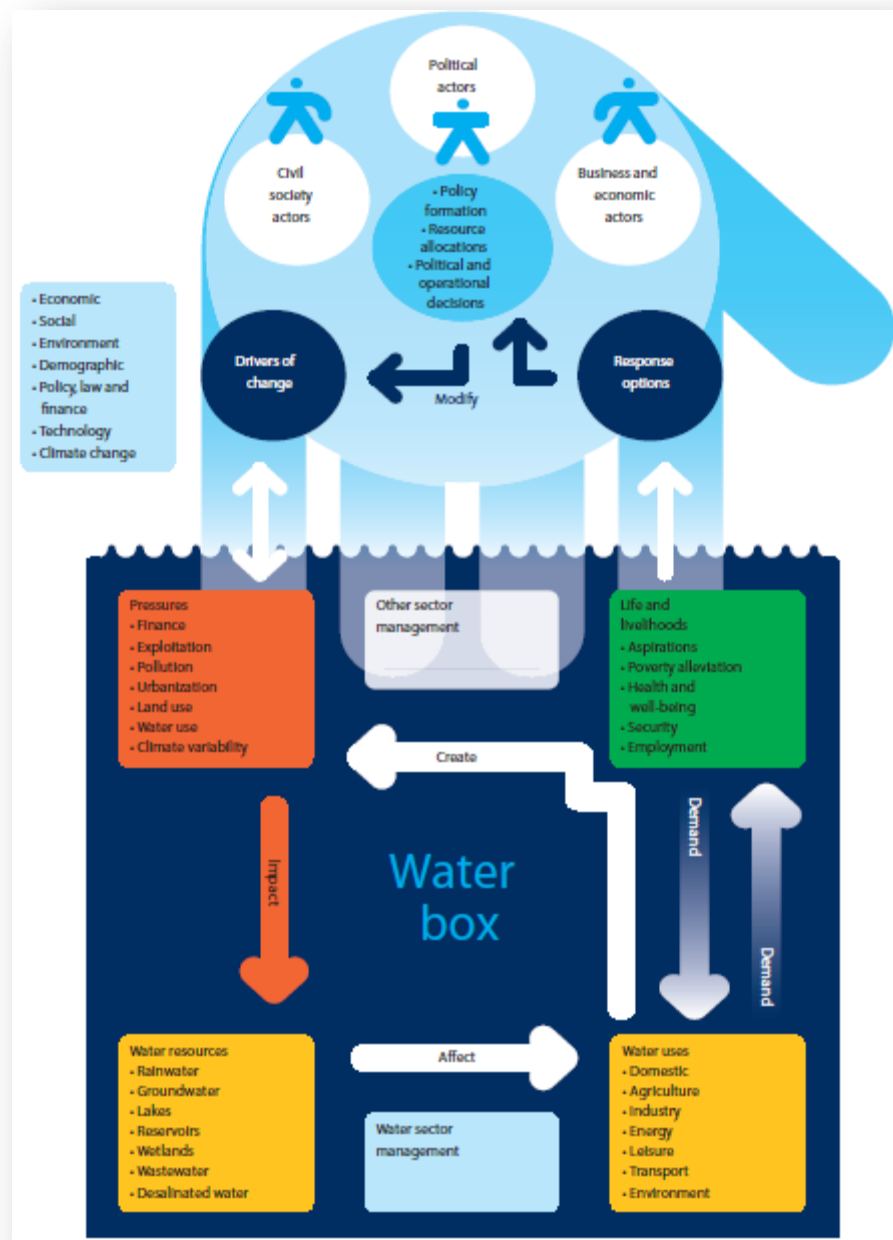 Political
actors
Civil
society
actors
Business and
economic
actors
• Policy
formation
• Resource
allocations
• Political and
operational
decisions
• Economic
• Social
• Environment
• Demographic
• Policy, law and
finance
• Technology
• Climate change
Drivers of
change
Modify
Response
options
Pressures
• Finance
• Exploitation
• Pollution
• Urbanization
• Land use
• Water use
• Climate variability
Other sector
management
Life and
livelihoods
• Aspirations
• Poverty alleviation
• Health and
well-being
• Security
• Employment
Create
Impact
Water
box
Demand
Demand
Water resources
• Rainwater
• Groundwater
• Lakes
• Reservoirs
• Wetlands
• Wastewater
• Desalinated water
Affect
Water sector
management
Water uses
• Domestic
• Agriculture
• Industry
• Energy
• Leisure
• Transport
• Environment